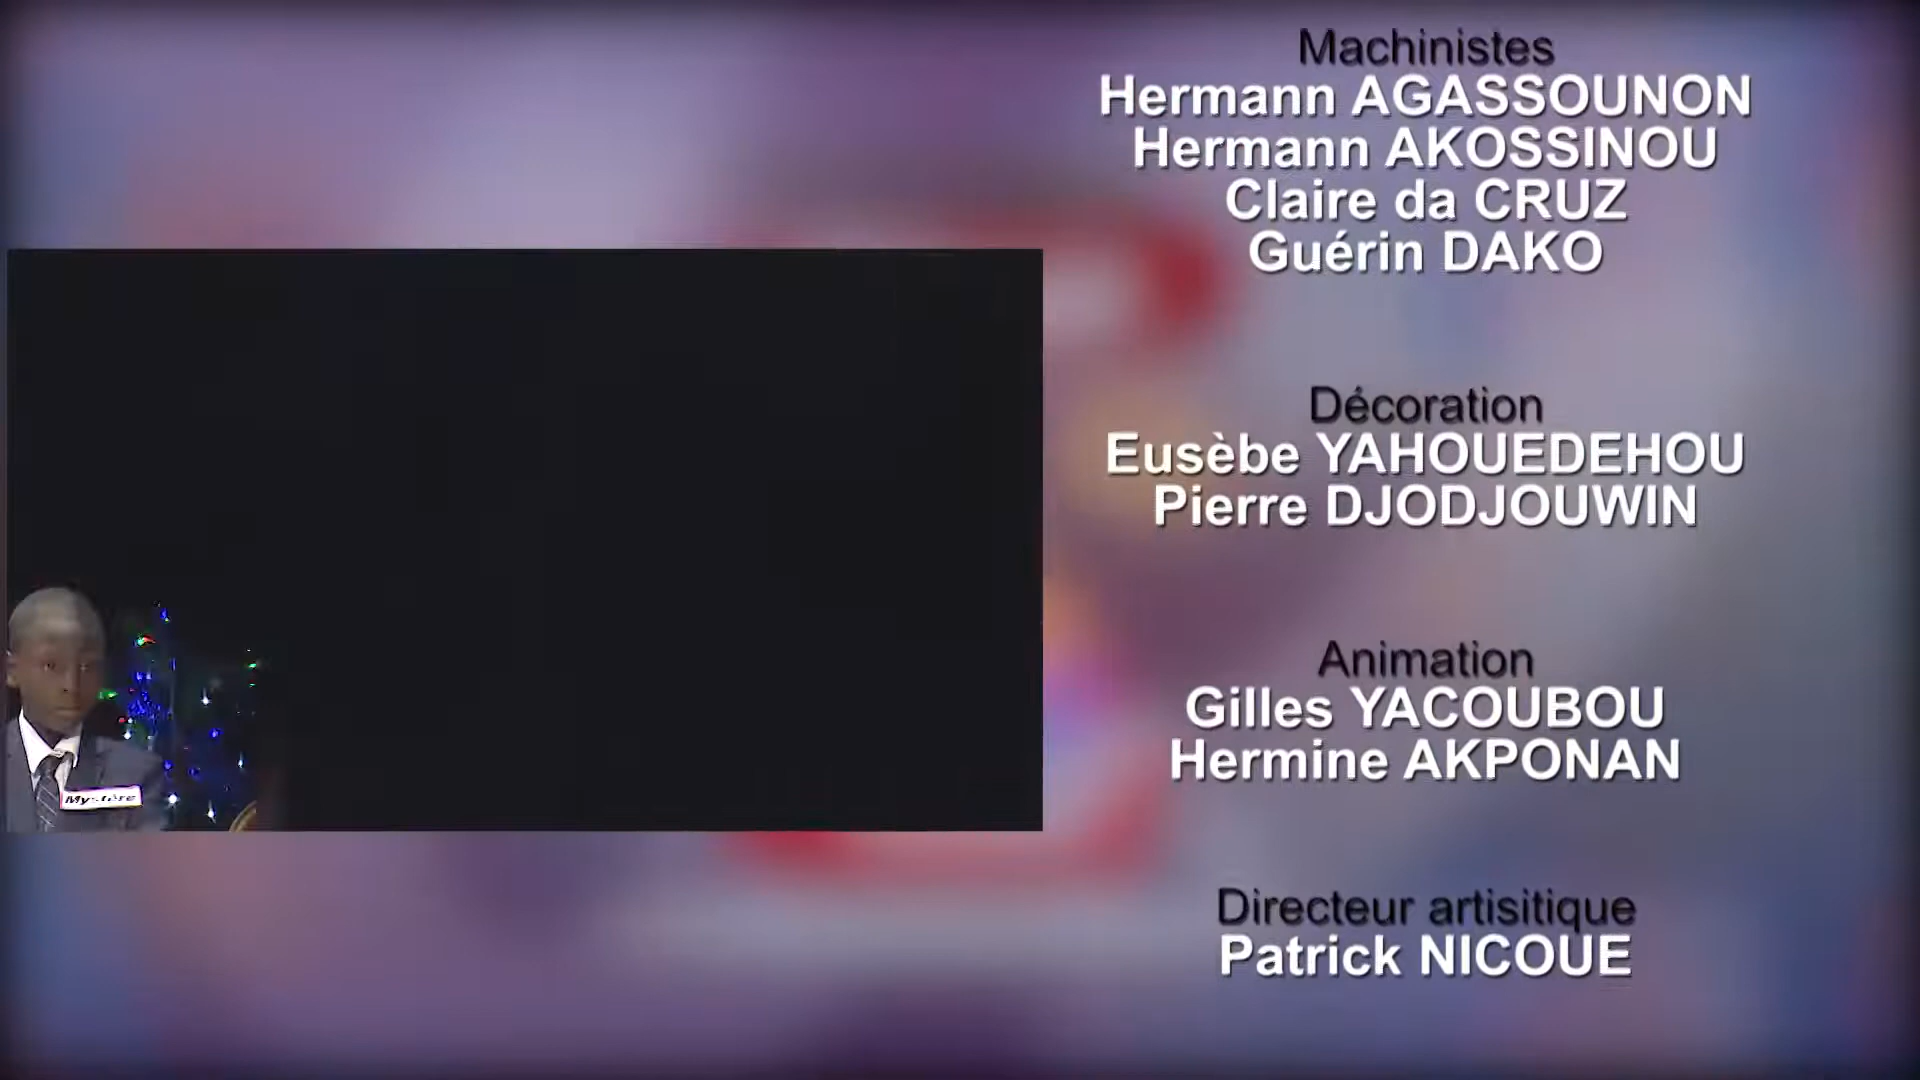 Machinistes
Hermann AGASSOUNON
Hermann AKOSSINOU
Claire da CRUZ
Guérin DAKO
Décoration
Eusèbe YAHOUEDEHOU
Pierre DJODJOUWIN
Animation
Gilles YACOUBOU
Hermine AKPONAN
Directeur artisitique
Patrick NICOUE
Mystère